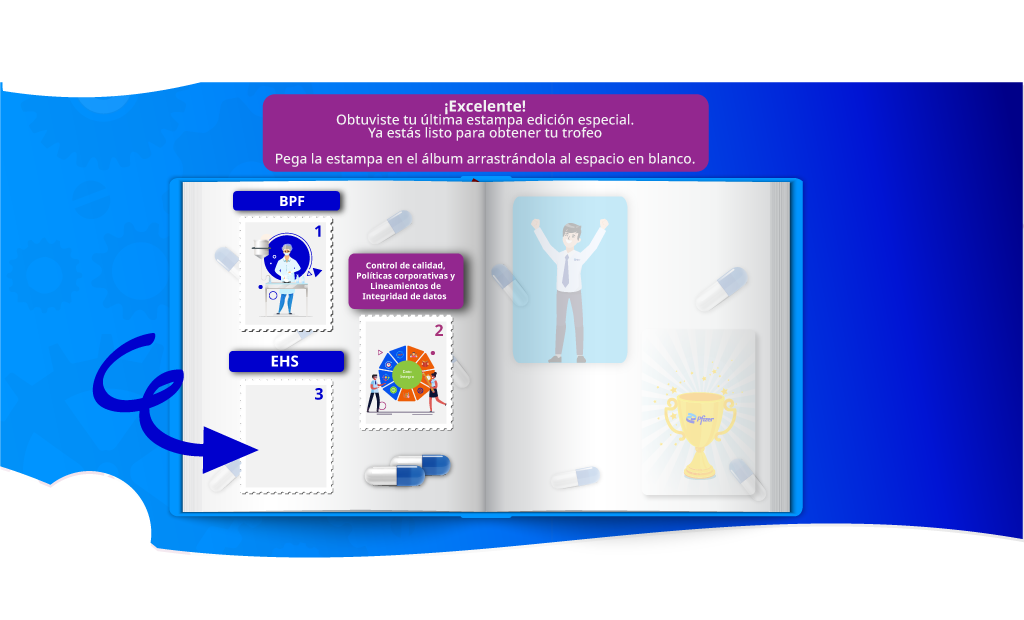 ¡Excelente!
Obtuviste tu última estampa edición especial.
Ya estás listo para obtener tu trofeo
Pega la estampa en el álbum arrastrándola al espacio en blanco.
BPF
1
Control de calidad,
Políticas corporativas y
Lineamientos de
Integridad de datos
2
EHS
3
Pfizer